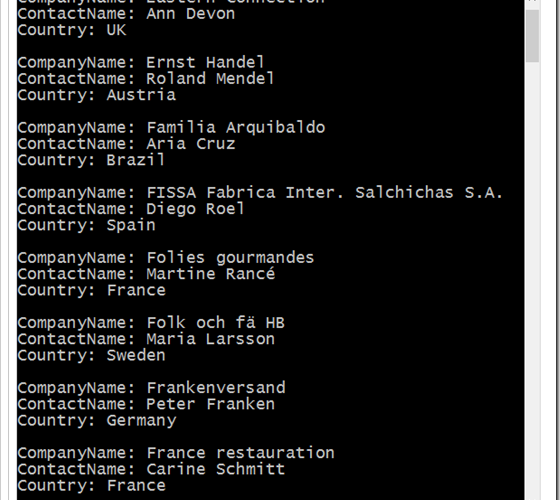 CompanyName: Eastern Connection
ContactName: Ann Devon
Country: UK
CompanyName: Ernst Handel
ContactName: Roland Mendel
Country: Austria
CompanyName: Familia Arquibaldo
ContactName: Aria Cruz
Country: Brazil
CompanyName: FISSA Fabrica Inter. Salchichas S.A.
ContactName: Diego Roel
Country: Spain
CompanyName: Folies gourmandes
ContactName: Martine Rancé
Country: France
CompanyName: Folk och fä HB
ContactName: Maria Larsson
Country: Sweden
CompanyName: Frankenversand
ContactName: Peter Franken
Country: Germany
CompanyName: France restauration
ContactName: Carine Schmitt
Country: France